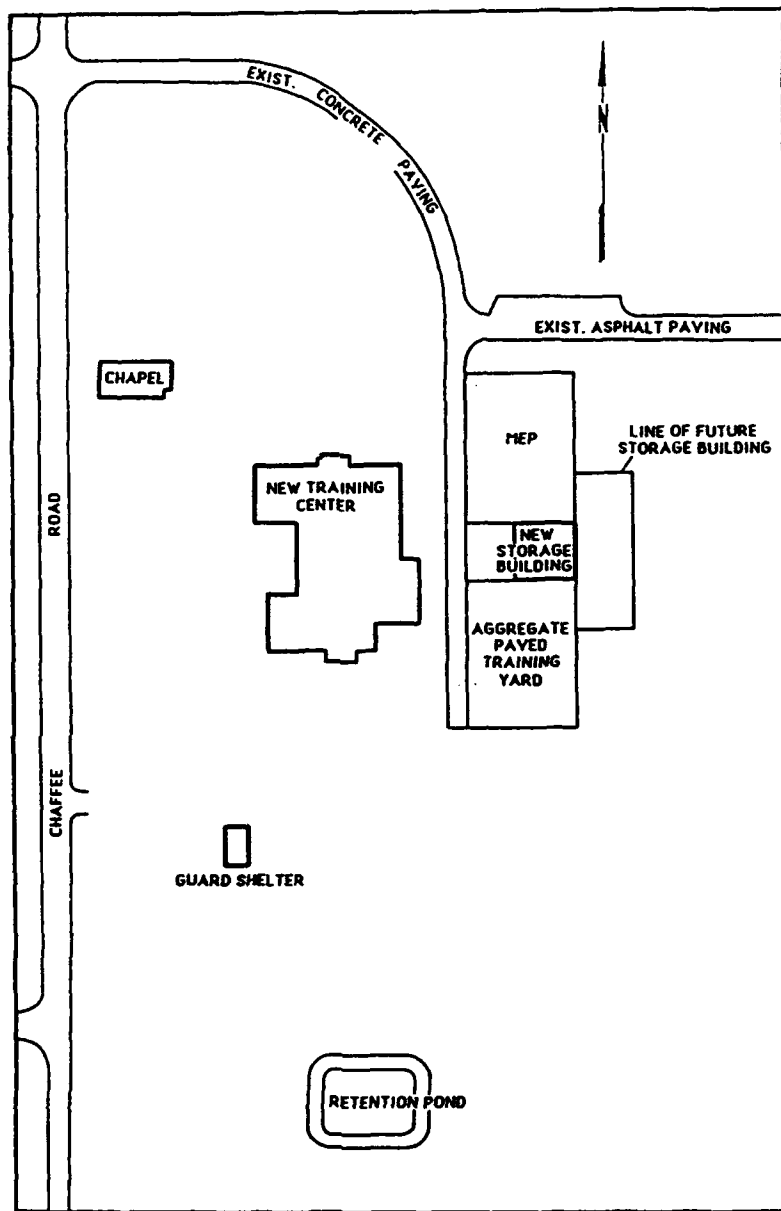 EXIST. CONCRETE PAVING
N
EXIST. ASPHALT PAVING
CHAPEL
MEP
LINE OF FUTURE
STORAGE BUILDING
NEW TRAINING
CENTER
ROAD
NEW
STORAGE
BUILDING
AGGREGATE
PAVED
TRAINING
YARD
CHAFFEE
GUARD SHELTER
RETENTION POND